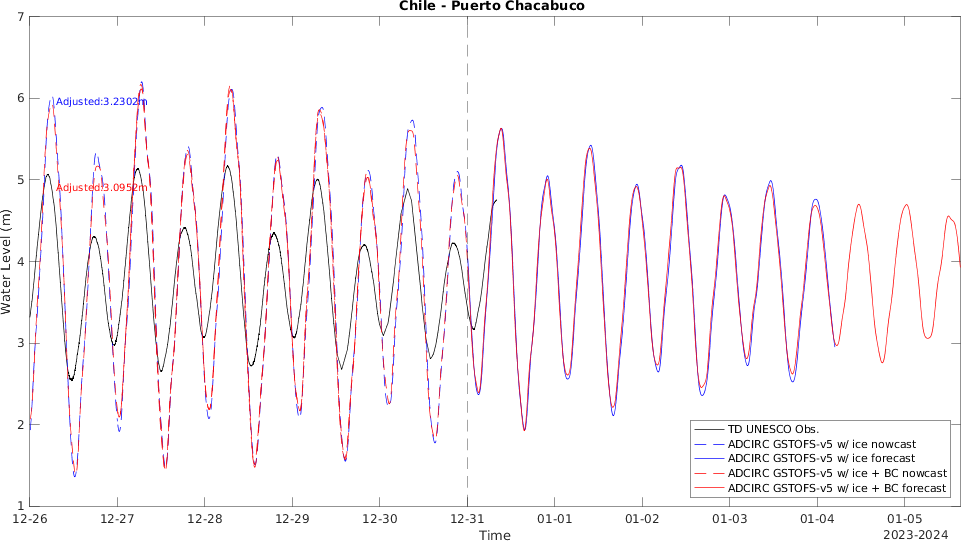 Chile - Puerto Chacabuco
7
6
5
4
3
2
1
Water Level (m)
Adjusted:3.2302m
Adjusted:3.0952m
TD UNESCO Obs.
ADCIRC GSTOFS-v5 w/ ice nowcast
ADCIRC GSTOFS-v5 w/ ice forecast
ADCIRC GSTOFS-v5 w/ ice + BC nowcast
ADCIRC GSTOFS-v5 w/ ice + BC forecast
12-26 12-27 12-28 12-29 12-30 12-31 01-01 01-02 01-03 01-04 01-05
Time
2023-2024